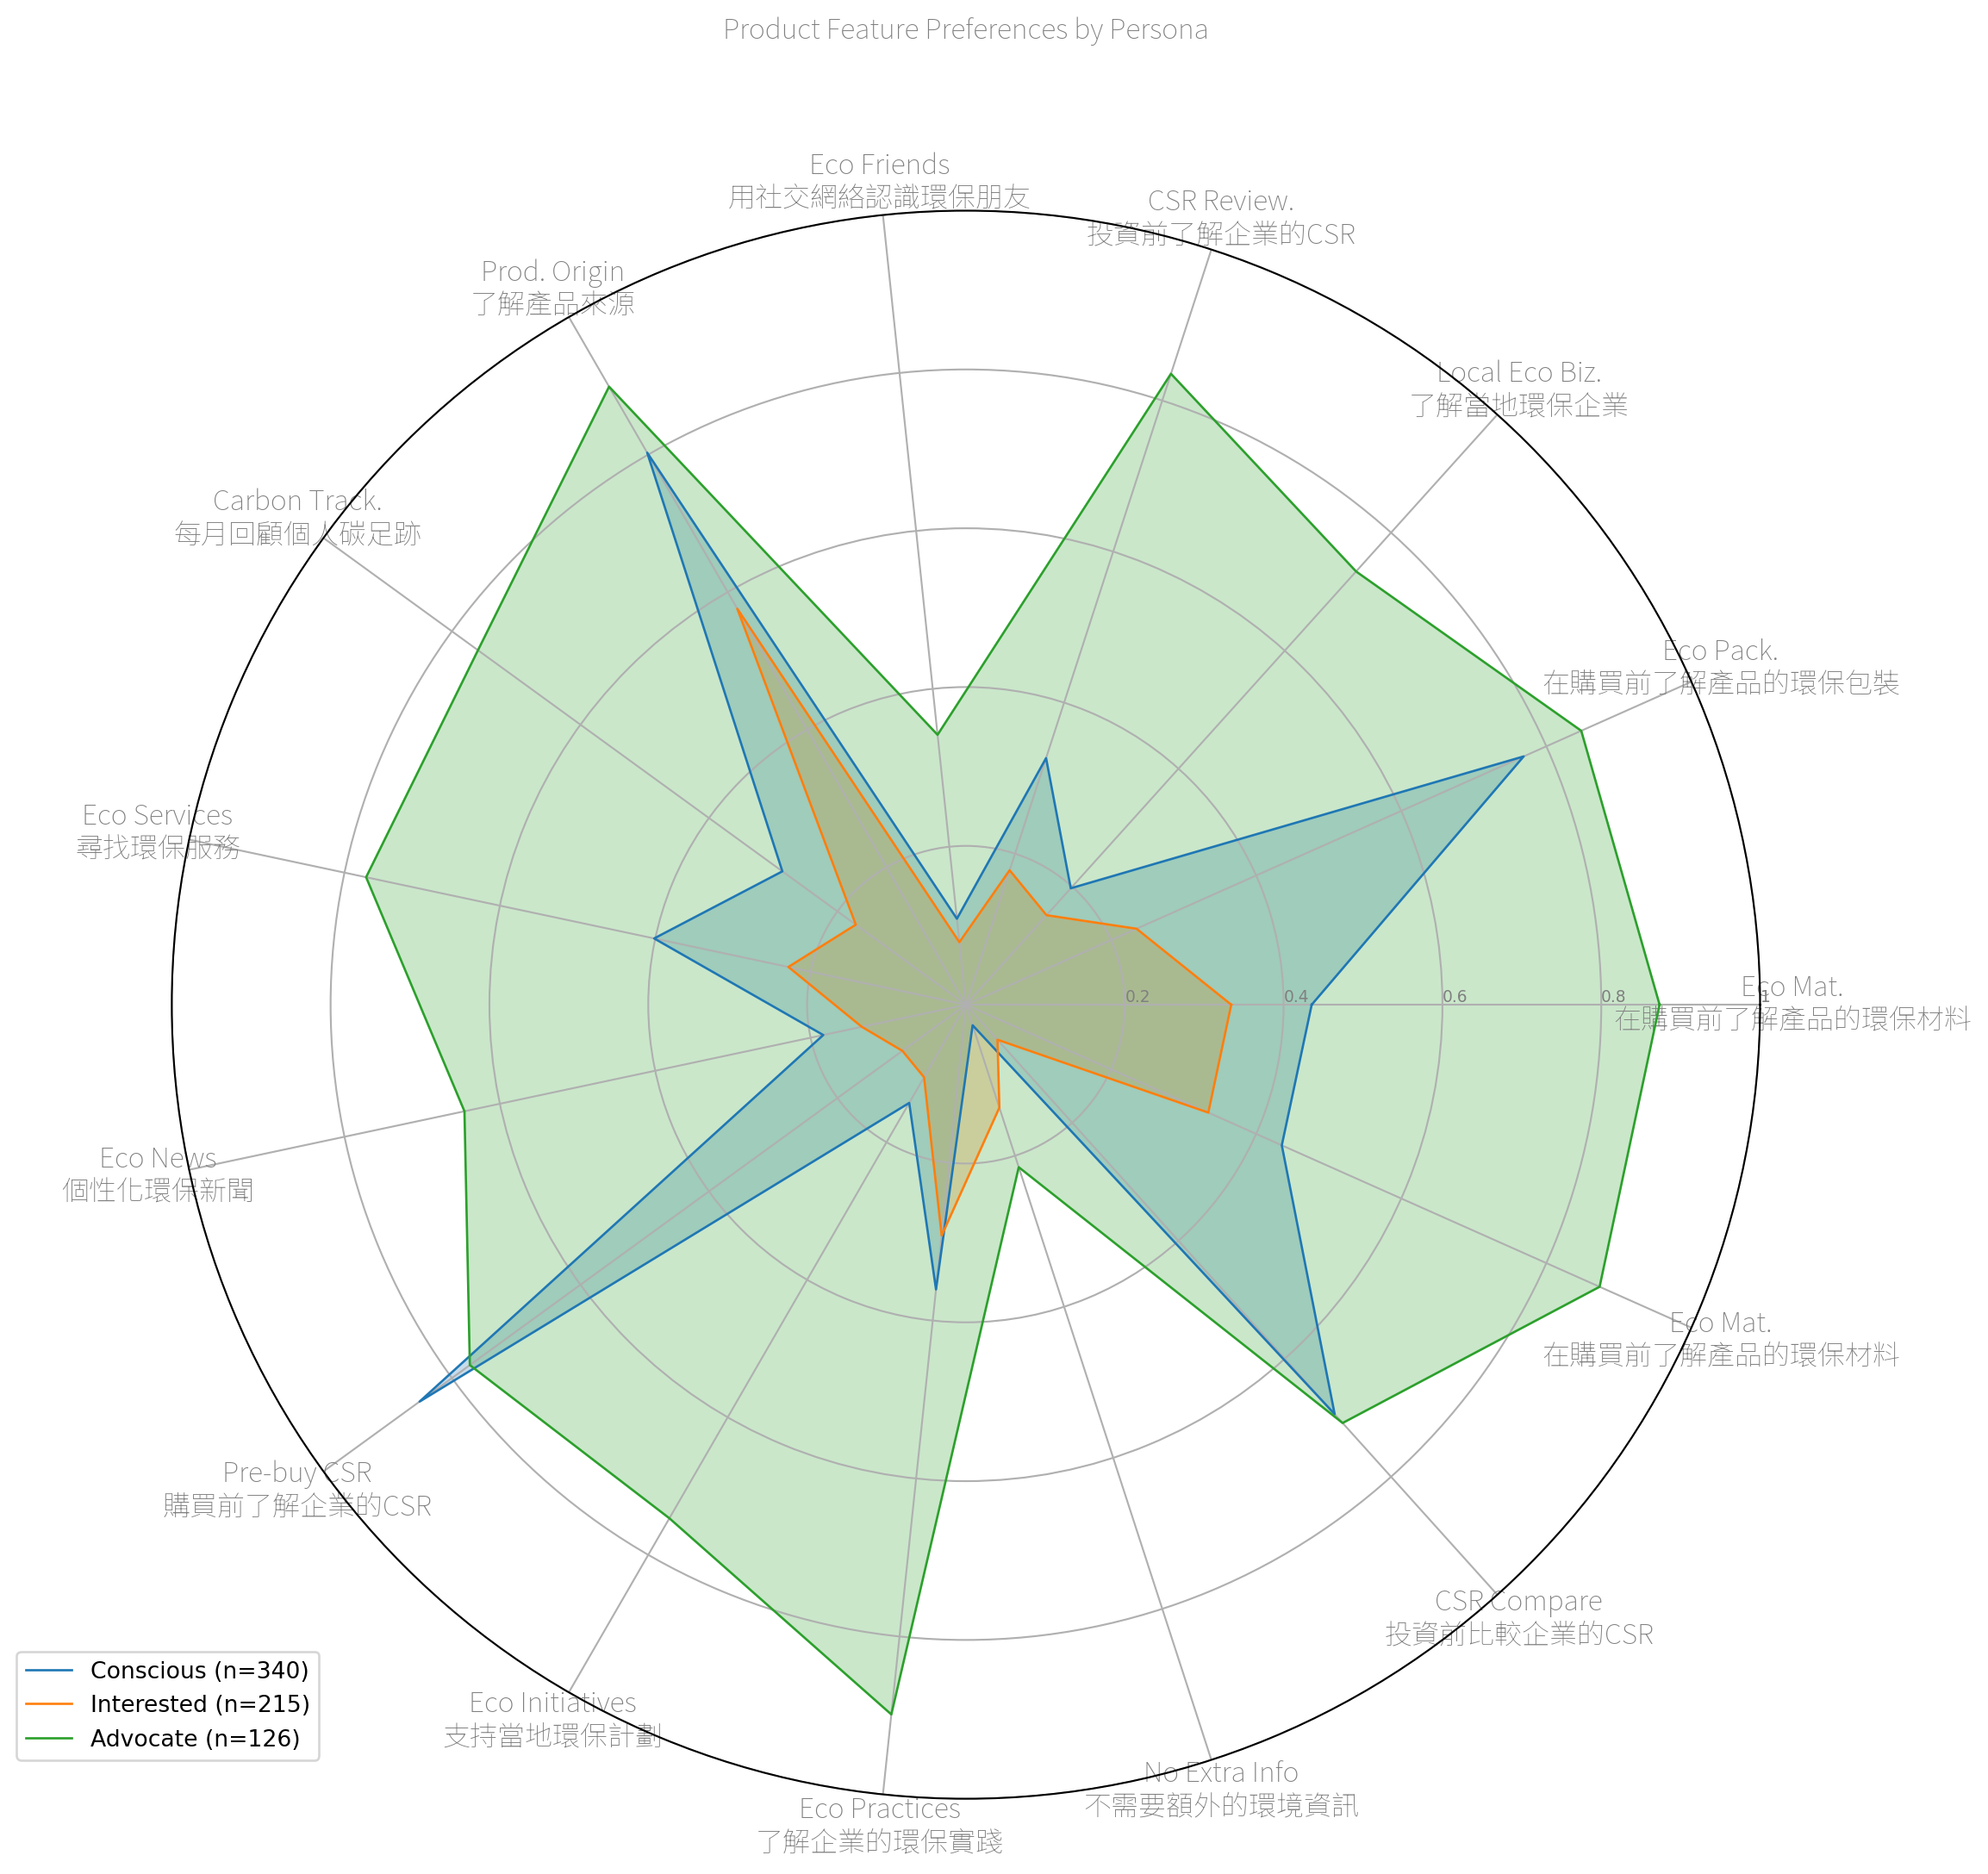 Product Feature Preferences by Persona
Eco Friends
用社交網絡認識環保朋友
CSR Review.
投資前了解企業的CSR
Prod. Origin
了解產品來源
Local Eco Biz.
了解當地環保企業
Carbon Track.
每月回顧個人碳足跡
Eco Pack.
在購買前了解產品的環保包裝
Eco Services
尋找環保服務
0.2
0.4
0.6
0.8
1
Eco Mat.
在購買前了解產品的環保材料
Eco News
個性化環保新聞
Eco Mat.
在購買前了解產品的環保材料
Pre-buy CSR
購買前了解企業的CSR
CSR Compare
投資前比較企業的CSR
Eco Initiatives
支持當地環保計劃
No Extra Info
不需要額外的環境資訊
Eco Practices
了解企業的環保實踐
Conscious (n=340)
Interested (n=215)
Advocate (n=126)